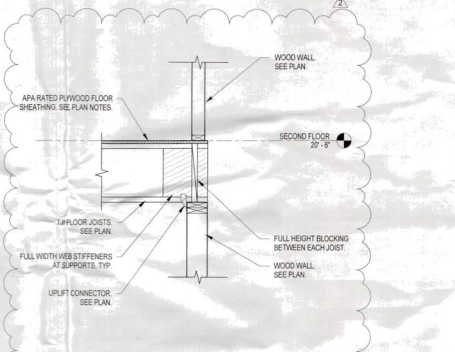 2
WOOD WALL.
SEE PLAN.
APA RATED PLYWOOD FLOOR
SHEATHING. SEE PLAN NOTES.
SECOND FLOOR
20' - 6"
TJI FLOOR JOISTS.
SEE PLAN.
FULL HEIGHT BLOCKING
BETWEEN EACH JOIST.
FULL WIDTH WEB STIFFENERS
AT SUPPORTS, TYP.
WOOD WALL.
SEE PLAN.
UPLIFT CONNECTOR.
SEE PLAN.